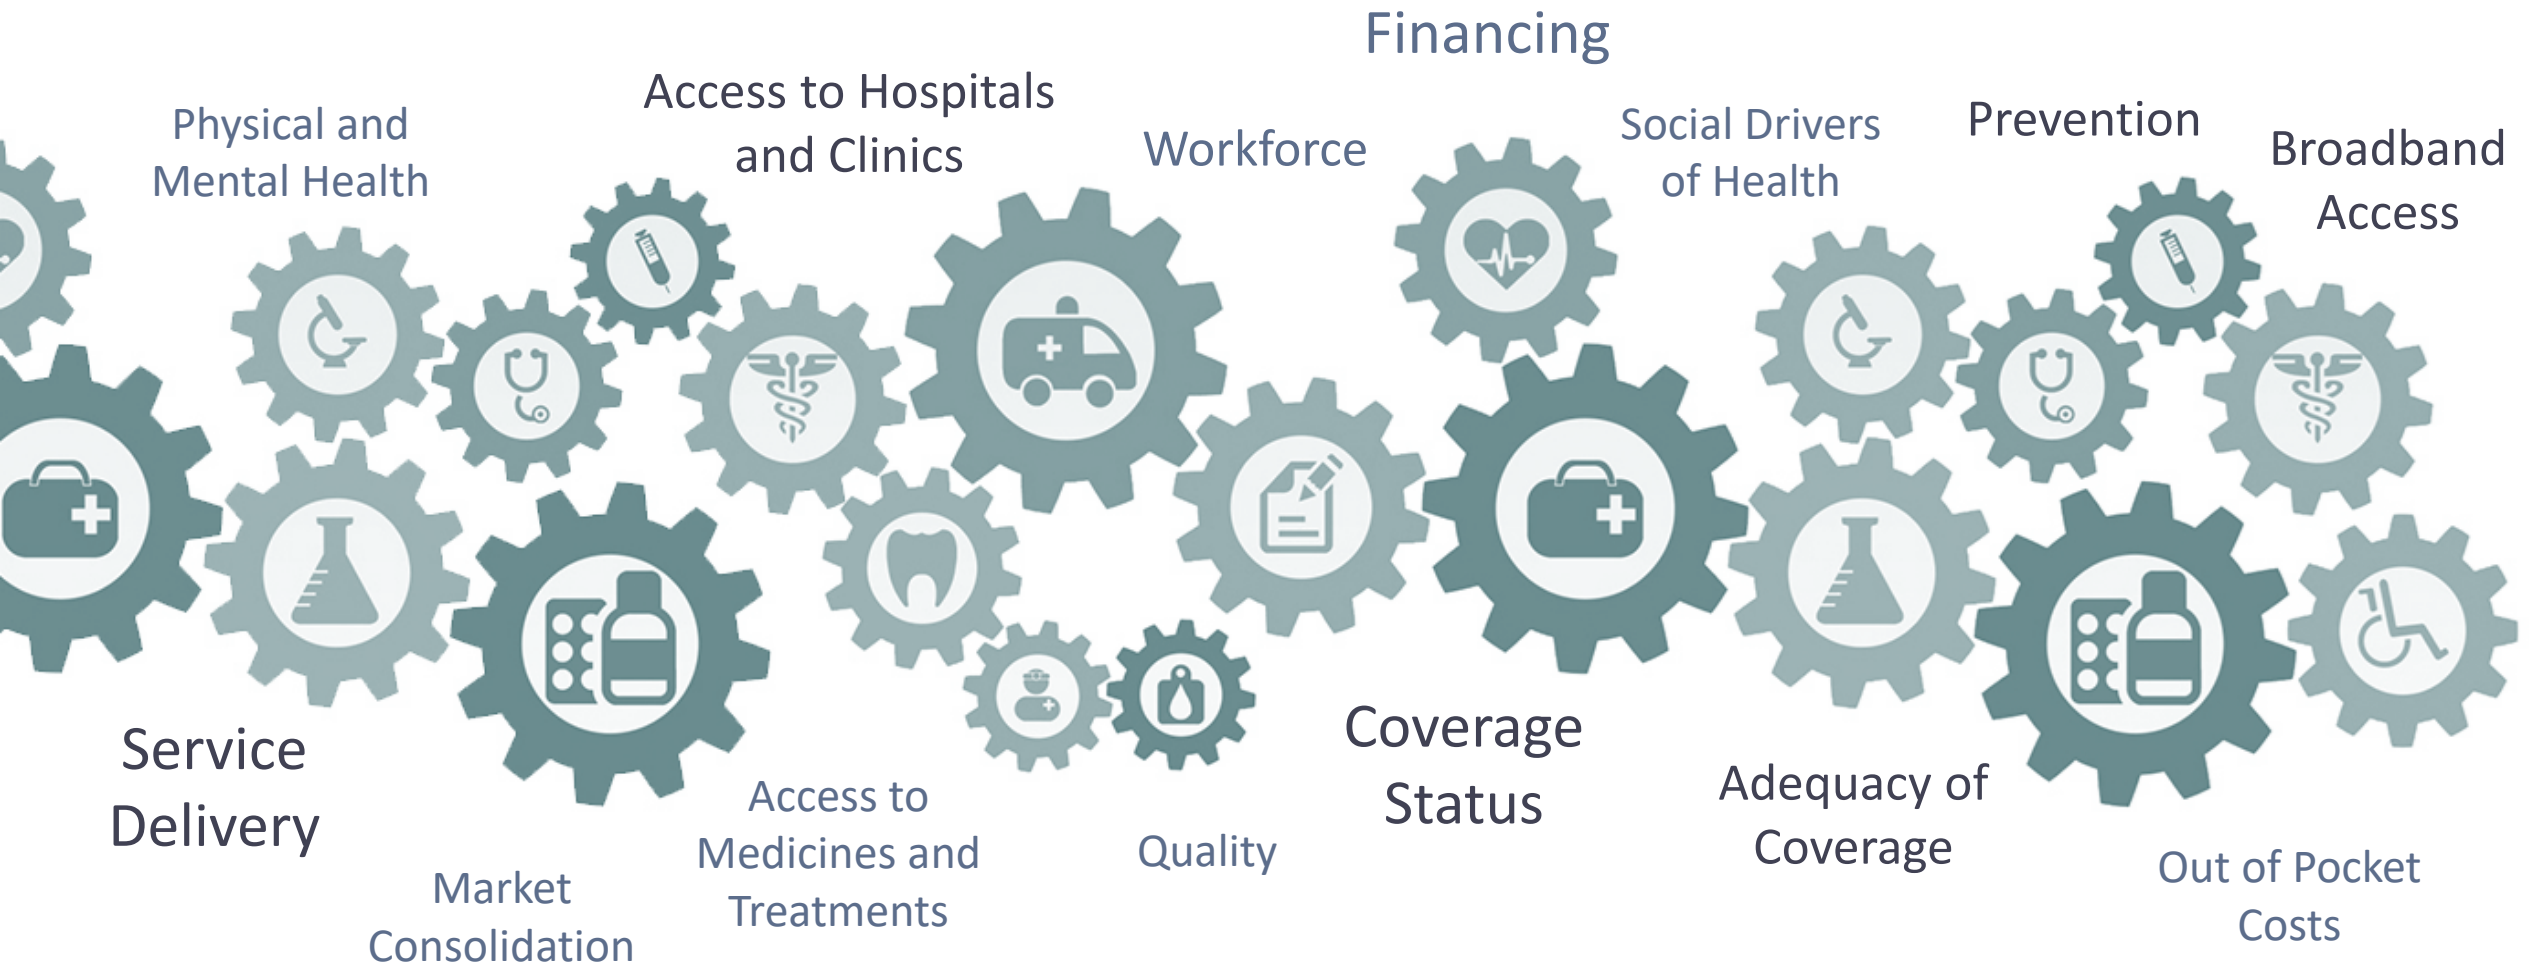 Financing
Physical and
Mental Health
Access to Hospitals
and Clinics
Workforce
Social Drivers
of Health
Prevention
Broadband
Access
Service
Delivery
Market
Consolidation
Access to
Medicines and
Treatments
Quality
Coverage
Status
Adequacy of
Coverage
Out of Pocket
Costs